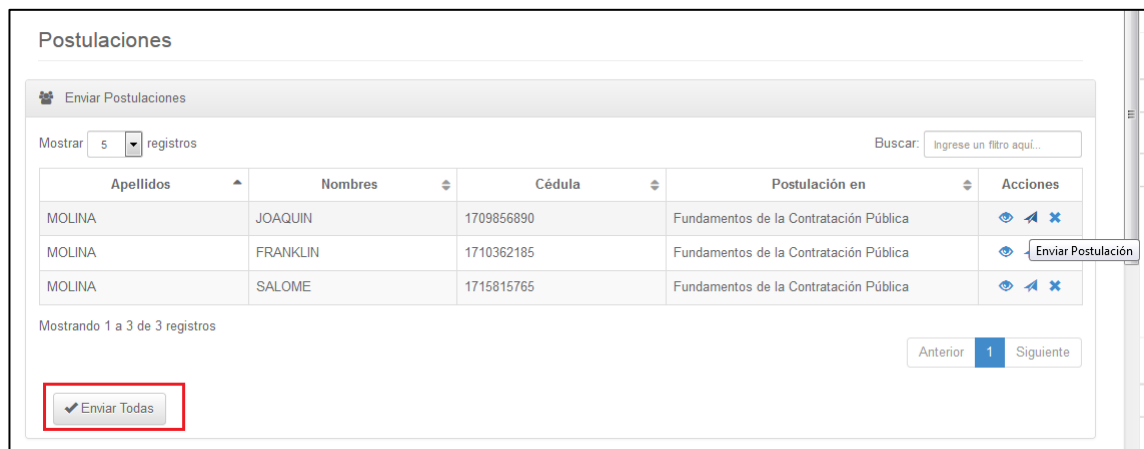 Postulaciones
Enviar Postulaciones
Mostrar 5 registros Buscar: Ingrese un flitro aquí...
Apellidos Nombres Cédula Postulación en Acciones
MOLINA JOAQUIN 1709856890 Fundamentos de la Contratación Pública
MOLINA FRANKLIN 1710362185 Fundamentos de la Contratación Pública
Enviar Postulación
MOLINA SALOME 1715815765 Fundamentos de la Contratación Pública
Mostrando 1 a 3 de 3 registros
Anterior 1 Siguiente
Enviar Todas